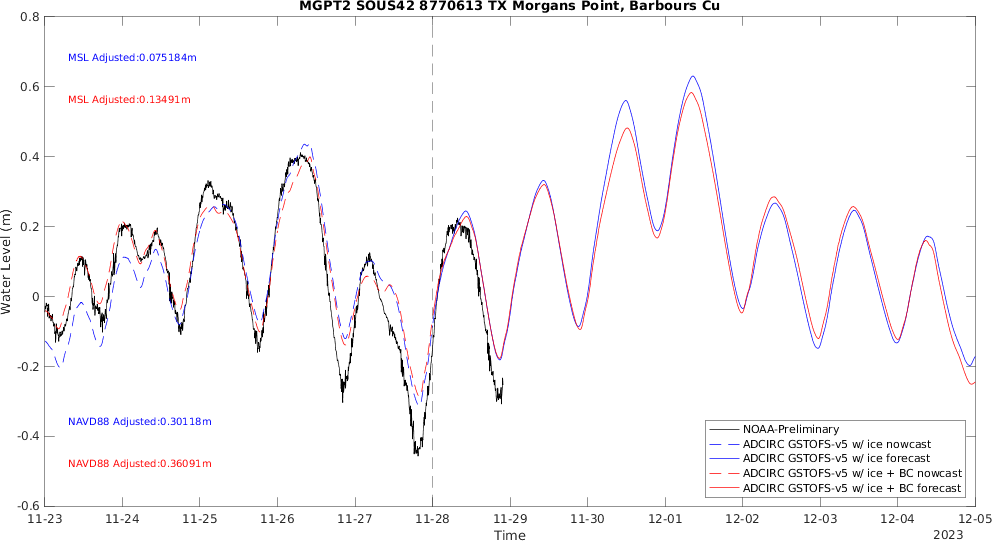 MGPT2 SOUS42 8770613 TX Morgans Point, Barbours Cu
0.8
0.6
0.4
0.2
0
-0.2
-0.4
-0.6
Water Level (m)
MSL Adjusted:0.075184m
MSL Adjusted:0.13491m
NAVD88 Adjusted:0.30118m
NAVD88 Adjusted:0.36091m
NOAA-Preliminary
ADCIRC GSTOFS-v5 w/ ice nowcast
ADCIRC GSTOFS-v5 w/ ice forecast
ADCIRC GSTOFS-v5 w/ ice + BC nowcast
ADCIRC GSTOFS-v5 w/ ice + BC forecast
11-23 11-24 11-25 11-26 11-27 11-28 11-29 11-30 12-01 12-02 12-03 12-04 12-05
Time
2023